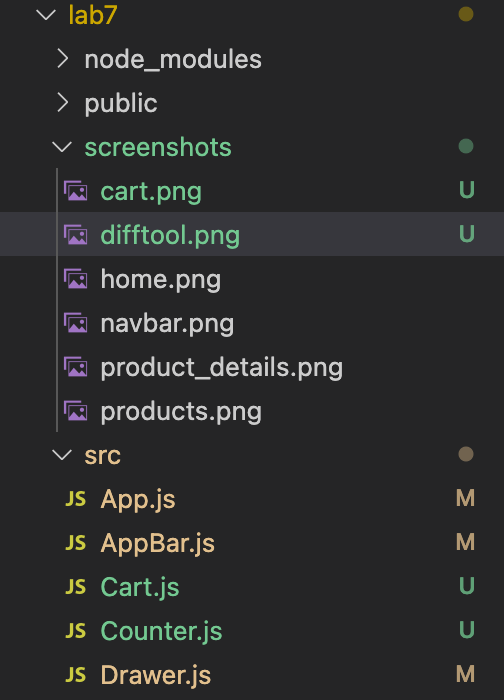 lab7
node_modules
public
screenshots
cart.png U
difftool.png U
home.png
navbar.png
product_details.png
products.png
src
JS App.js M
JS AppBar.js M
JS Cart.js U
JS Counter.js U
JS Drawer.js M